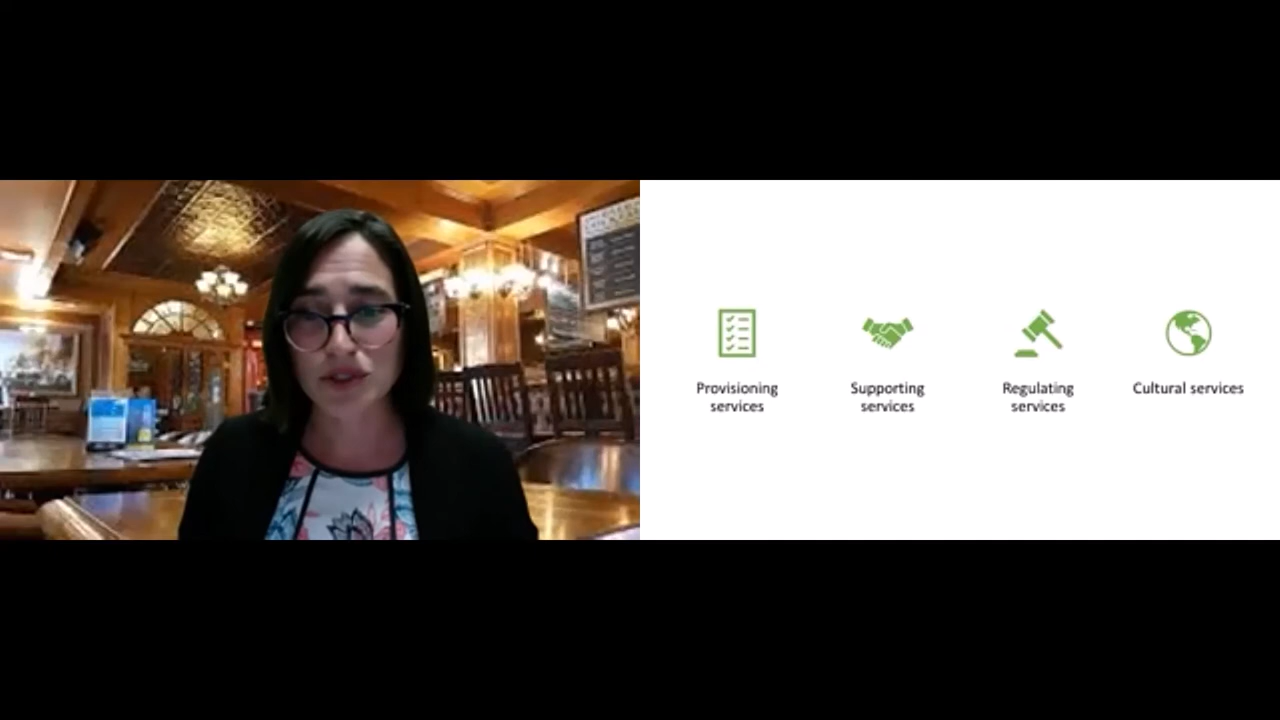 Provisioning
services
Supporting
services
Regulating
services
Cultural services